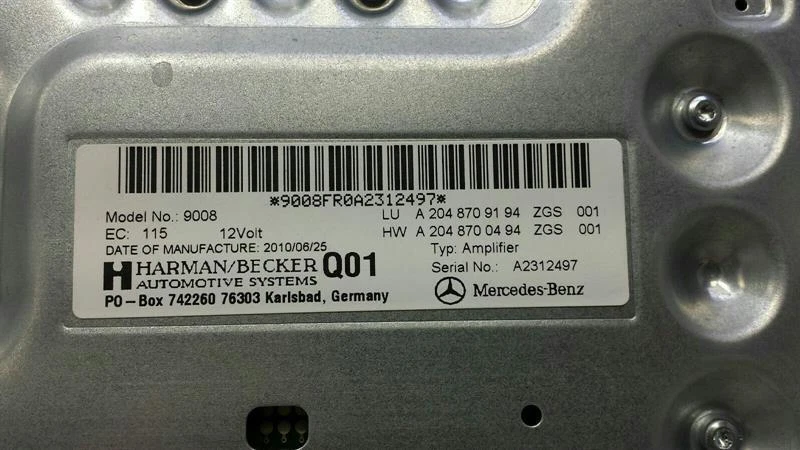 *9008FR0A2312497*
Model No.: 9008 LU A 204 870 91 94 ZGS 001
EC: 115 12Volt HW A 204 870 04 94 ZGS 001
DATE OF MANUFACTURE: 2010/06/25 Typ: Amplifier
H HARMAN/BECKER Q01 Serial No.: A2312497
AUTOMOTIVE SYSTEMS
PO-Box 742260 76303 Karlsbad, Germany Mercedes-Benz